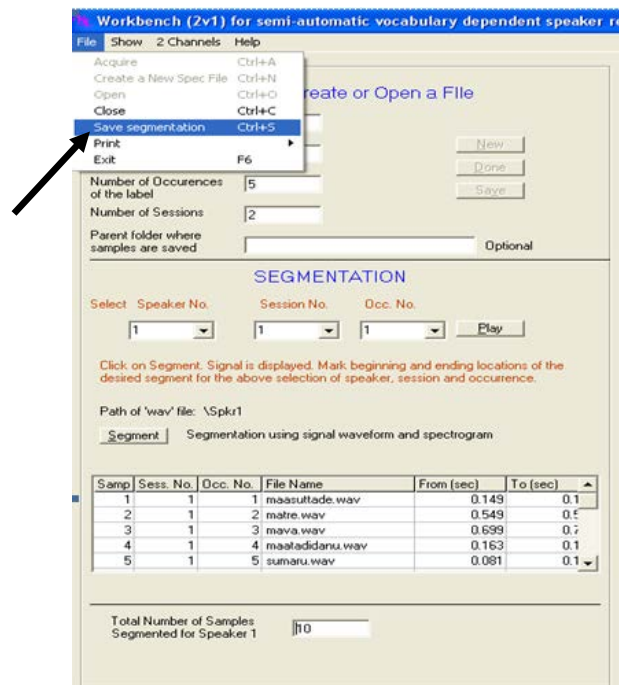 Workbench (2v1) for semi-automatic vocabulary dependent speaker re
File Show 2 Channels Help
Acquire Ctrl+A
Create a New Spec File Ctrl+N
Open Ctrl+O
Close Ctrl+C
Save segmentation Ctrl+S
Print
Exit F6
reate or Open a FIle
New
Done
Save
Number of Occurences
of the label
5
Number of Sessions
2
Parent folder where
samples are saved
Optional
SEGMENTATION
Select Speaker No. Session No. Occ. No.
1 1 1 Play
Click on Segment. Signal is displayed. Mark beginning and ending locations of the
desired segment for the above selection of speaker, session and occurrence.
Path of 'wav' file: \Spkr1
Segment Segmentation using signal waveform and spectrogram
Samp Sess. No. Occ. No. File Name From (sec) To (sec)
1 1 1 maasuttade.wav 0.149 0.1
2 1 2 matre.wav 0.549
3 1 3 mava.wav 0.699
4 1 4 maatadidanu.wav 0.163 0.1
5 1 5 sumaru.wav 0.081 0.1
Total Number of Samples
Segmented for Speaker 1
10